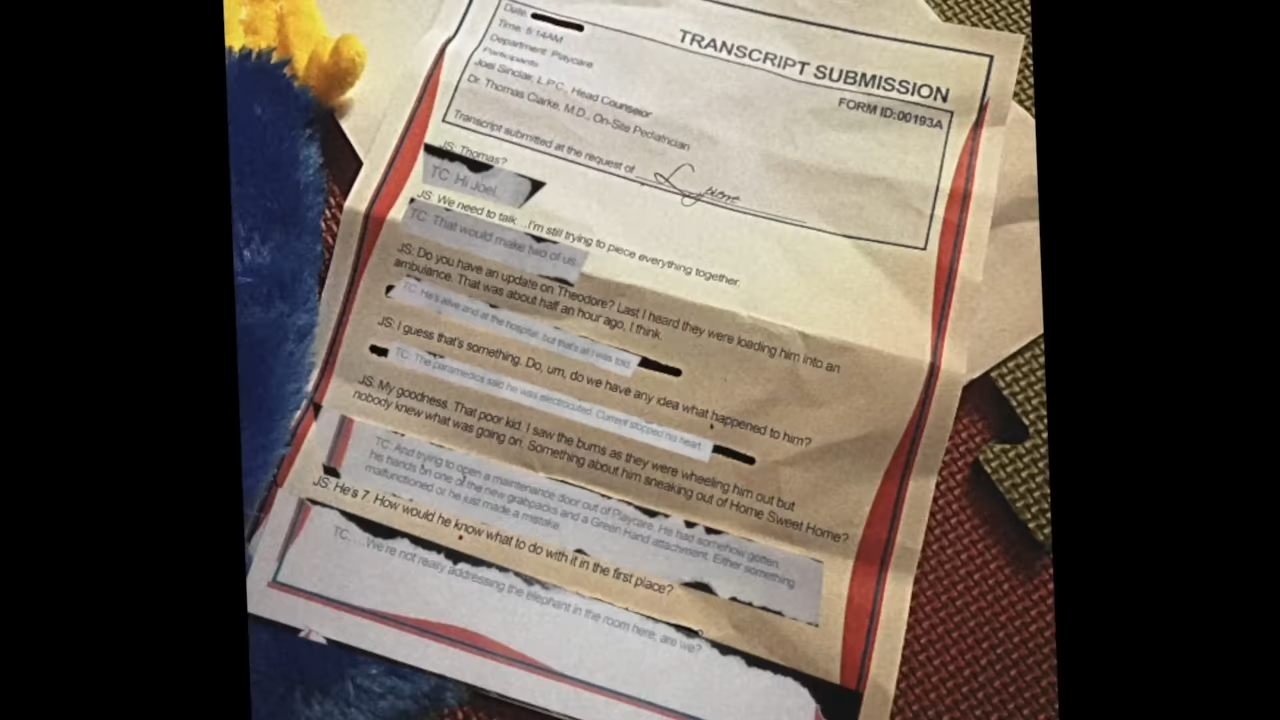 Date:
TRANSCRIPT SUBMISSION
Time: 5:14AM
FORM ID:00193A
Department: Playcare
Participants:
Joel Sinclair, L.P.C., Head Counselor
Dr. Thomas Clarke, M.D., On-Site Pediatrician
Transcript submitted at the request of
JS: Thomas?
TC: Hi Joel.
JS: We need to talk...I'm still trying to piece everything together.
TC: That would make two of us.
JS: Do you have an update on Theodore? Last I heard they were loading him into an
ambulance. That was about half an hour ago, I think.
TC: He's alive and at the hospital, but that's all I was told.
JS: I guess that's something. Do, um, do we have any idea what happened to him?
TC: The paramedics said he was electrocuted. Current stopped his heart.
JS: My goodness. That poor kid. I saw the burns as they were wheeling him out but
nobody knew what was going on. Something about him sneaking out of Home Sweet Home?
TC: And trying to open a maintenance door out of Playcare. He had somehow gotten
his hands on one of the new grabpacks and a Green Hand attachment. Either something
malfunctioned or he just made a mistake.
JS: He's 7. How would he know what to do with it in the first place?
TC: ...We're not really addressing the elephant in the room here, are we?